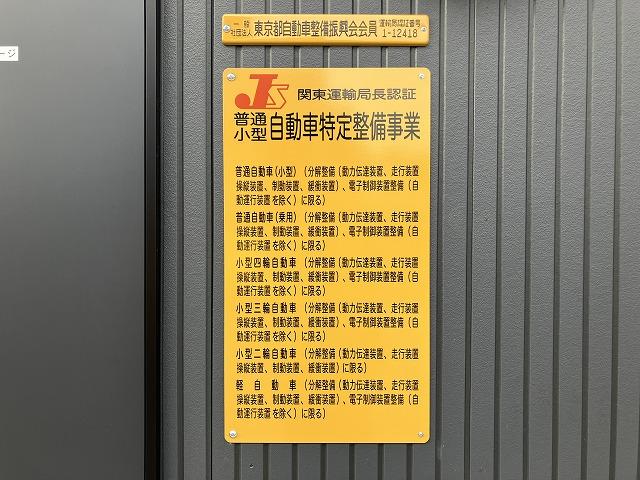 ージ
一般
社団法人 東京都自動車整備振興会会員 運輸局認証番号
1-12418
JS 関東運輸局長認証
普通
小型 自動車特定整備事業
普通自動車(小型)(分解整備(動力伝達装置、走行装置
操縦装置、制動装置、緩衝装置)、電子制御装置整備(自
動運行装置を除く)に限る)
普通自動車(乗用)(分解整備(動力伝達装置、走行装置
操縦装置、制動装置、緩衝装置)、電子制御装置整備(自
動運行装置を除く)に限る)
小型四輪自動車(分解整備(動力伝達装置、走行装置
操縦装置、制動装置、緩衝装置)、電子制御装置整備(自
動運行装置を除く)に限る)
小型三輪自動車(分解整備(動力伝達装置、走行装置
操縦装置、制動装置、緩衝装置)、電子制御装置整備(自
動運行装置を除く)に限る)
小型二輪自動車(分解整備(動力伝達装置、走行装置
操縦装置、制動装置、緩衝装置)に限る)
軽自動車(分解整備(動力伝達装置、走行装置
操縦装置、制動装置、緩衝装置)、電子制御装置整備(自
動運行装置を除く)に限る)